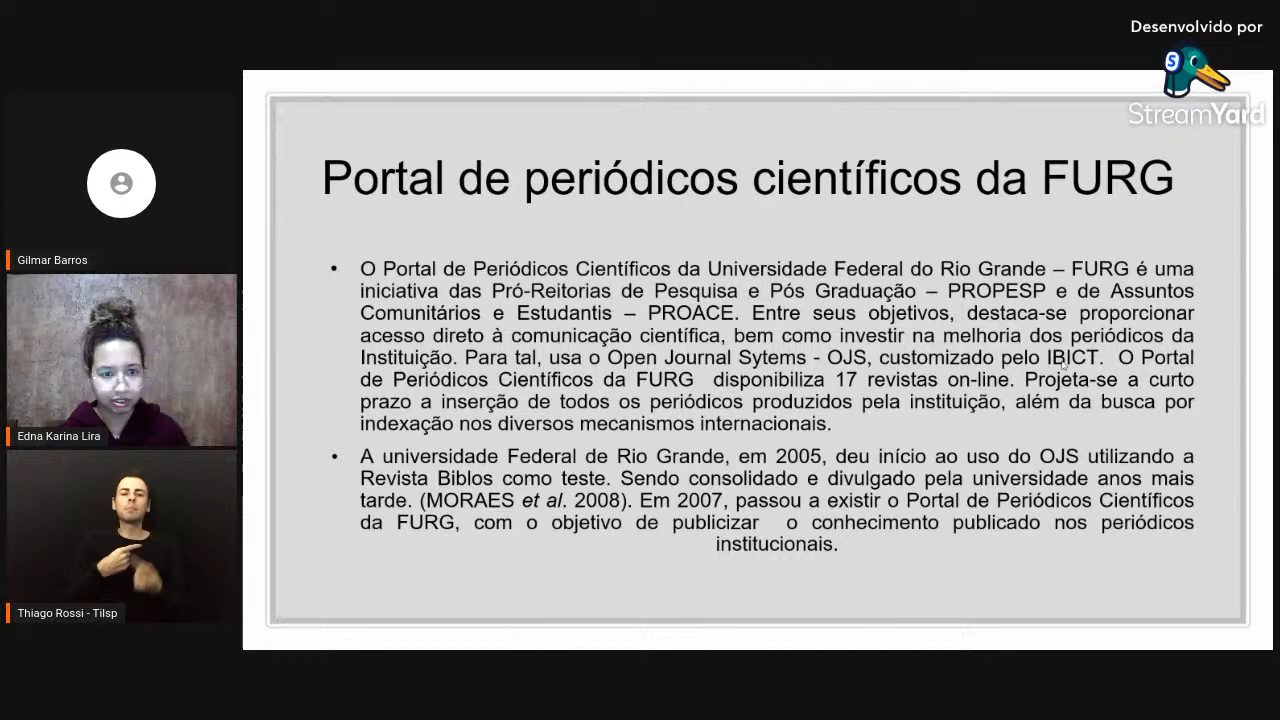 Desenvolvido por
S
StreamYard
Portal de periódicos científicos da FURG
• O Portal de Periódicos Científicos da Universidade Federal do Rio Grande – FURG é uma
iniciativa das Pró-Reitorias de Pesquisa e Pós Graduação – PROPESP e de Assuntos
Comunitários e Estudantis – PROACE. Entre seus objetivos, destaca-se proporcionar
acesso direto à comunicação científica, bem como investir na melhoria dos periódicos da
Instituição. Para tal, usa o Open Journal Sytems - OJS, customizado pelo IBICT. O Portal
de Periódicos Científicos da FURG disponibiliza 17 revistas on-line. Projeta-se a curto
prazo a inserção de todos os periódicos produzidos pela instituição, além da busca por
indexação nos diversos mecanismos internacionais.
• A universidade Federal de Rio Grande, em 2005, deu início ao uso do OJS utilizando a
Revista Biblos como teste. Sendo consolidado e divulgado pela universidade anos mais
tarde. (MORAES et al. 2008). Em 2007, passou a existir o Portal de Periódicos Científicos
da FURG, com o objetivo de publicizar o conhecimento publicado nos periódicos
institucionais.
Gilmar Barros
Edna Karina Lira
Thiago Rossi - Tilsp